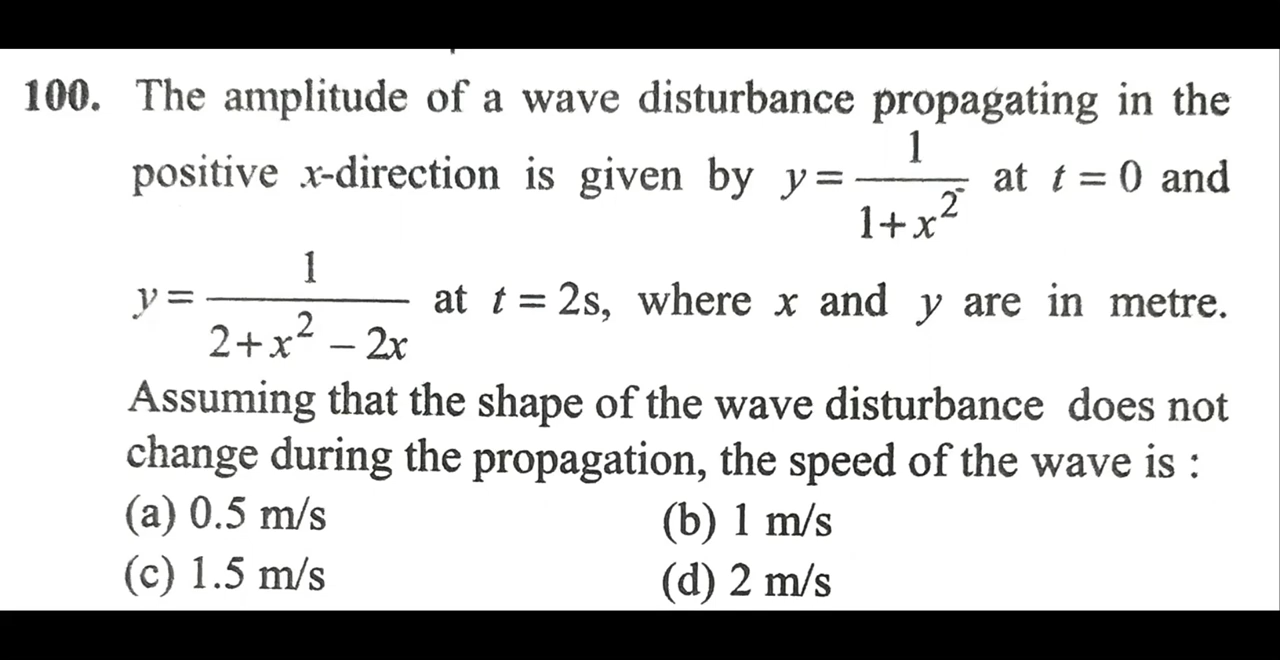 100. The amplitude of a wave disturbance propagating in the
positive x-direction is given by y = 1/(1+x²) at t = 0 and
y = 1/(2+x² – 2x) at t = 2s, where x and y are in metre.
Assuming that the shape of the wave disturbance does not
change during the propagation, the speed of the wave is :
(a) 0.5 m/s (b) 1 m/s
(c) 1.5 m/s (d) 2 m/s